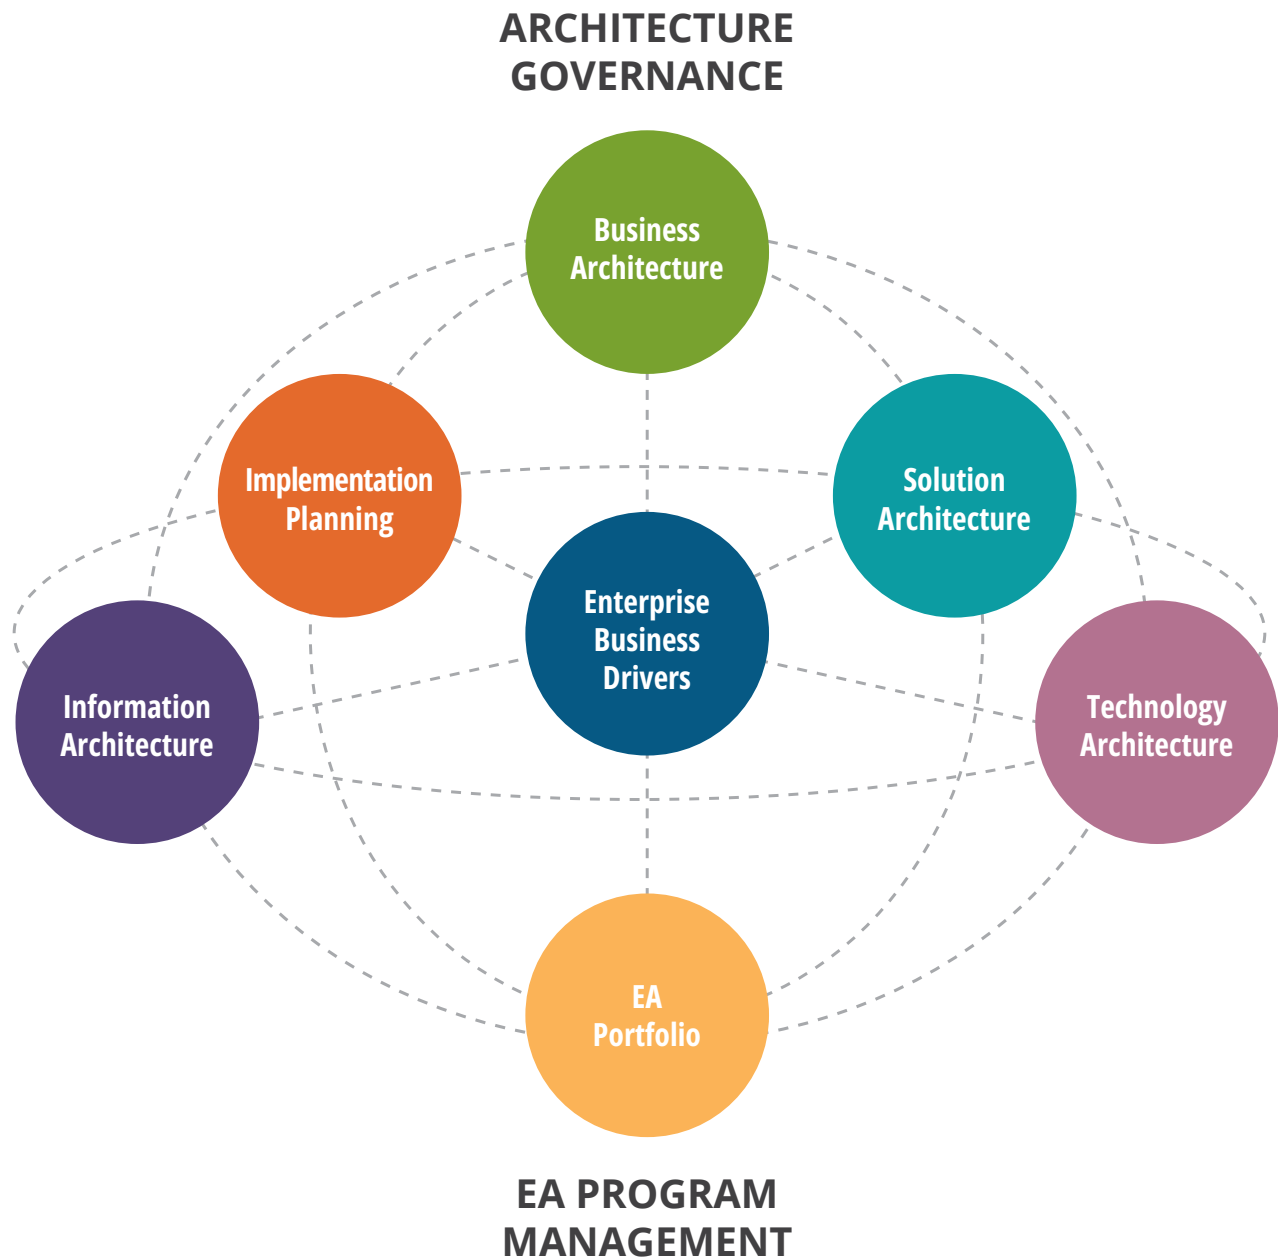 ARCHITECTURE
GOVERNANCE
Business
Architecture
Implementation
Planning
Solution
Architecture
Enterprise
Business
Drivers
Information
Architecture
Technology
Architecture
EA
Portfolio
EA PROGRAM
MANAGEMENT